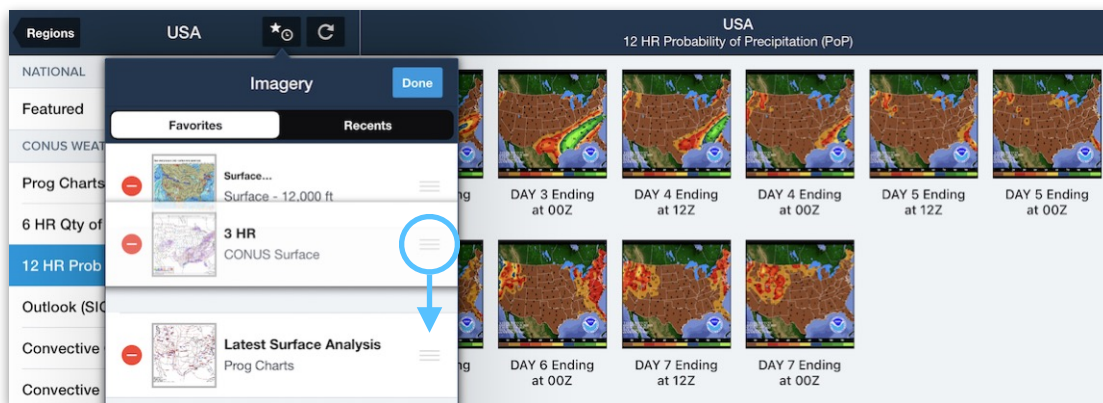 Regions
USA
USA
12 HR Probability of Precipitation (PoP)
NATIONAL
Featured
CONUS WEAT
Prog Charts
6 HR Qty of
12 HR Prob
Outlook (SIG
Convective
Convective
Imagery
Done
Favorites
Recents
Surface...
Surface - 12,000 ft
3 HR
CONUS Surface
Latest Surface Analysis
Prog Charts
ng
DAY 3 Ending
at 00Z
DAY 4 Ending
at 12Z
DAY 4 Ending
at 00Z
DAY 5 Ending
at 12Z
DAY 5 Ending
at 00Z
ng
DAY 6 Ending
at 00Z
DAY 7 Ending
at 12Z
DAY 7 Ending
at 00Z